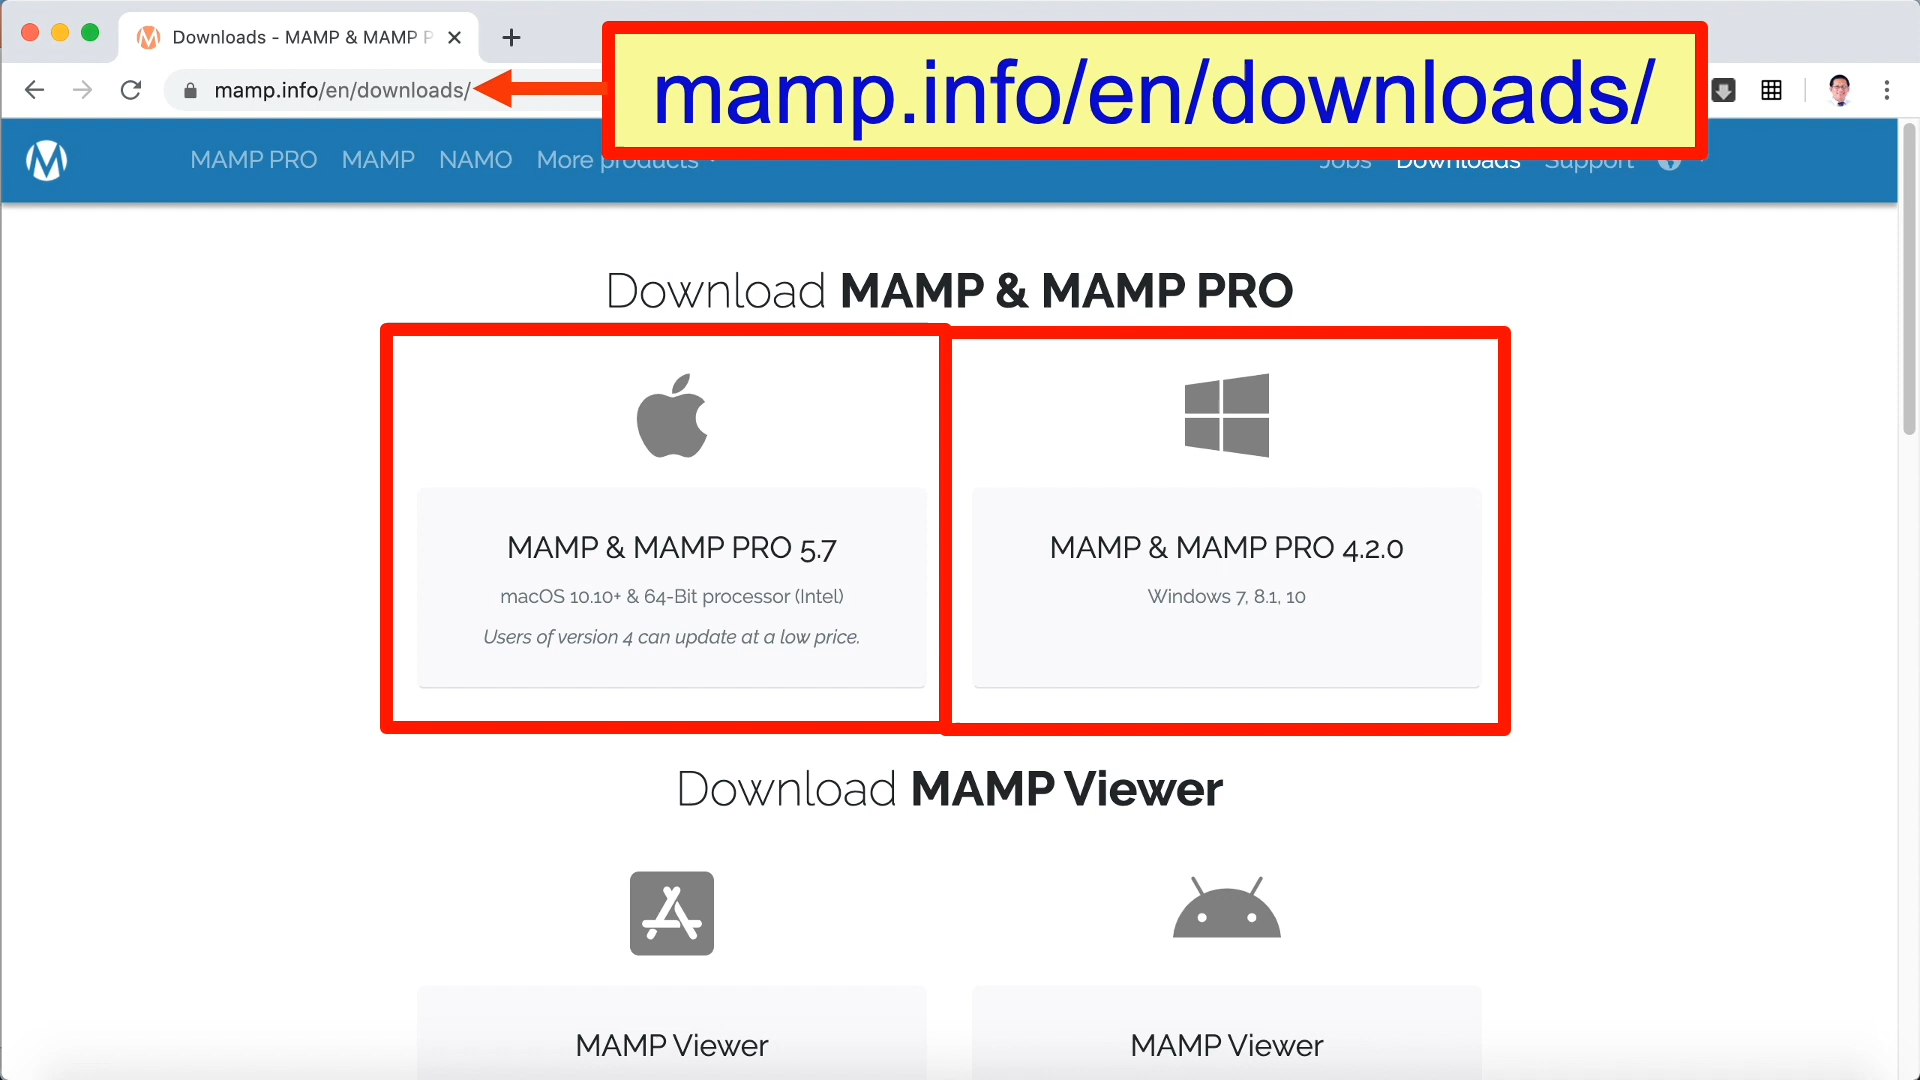 Downloads - MAMP & MAMP P
mamp.info/en/downloads/
mamp.info/en/downloads/
MAMP PRO MAMP NAMO More products Jobs Downloads Support
Download MAMP & MAMP PRO
MAMP & MAMP PRO 5.7
macOS 10.10+ & 64-Bit processor (Intel)
Users of version 4 can update at a low price.
MAMP & MAMP PRO 4.2.0
Windows 7, 8.1, 10
Download MAMP Viewer
MAMP Viewer
MAMP Viewer